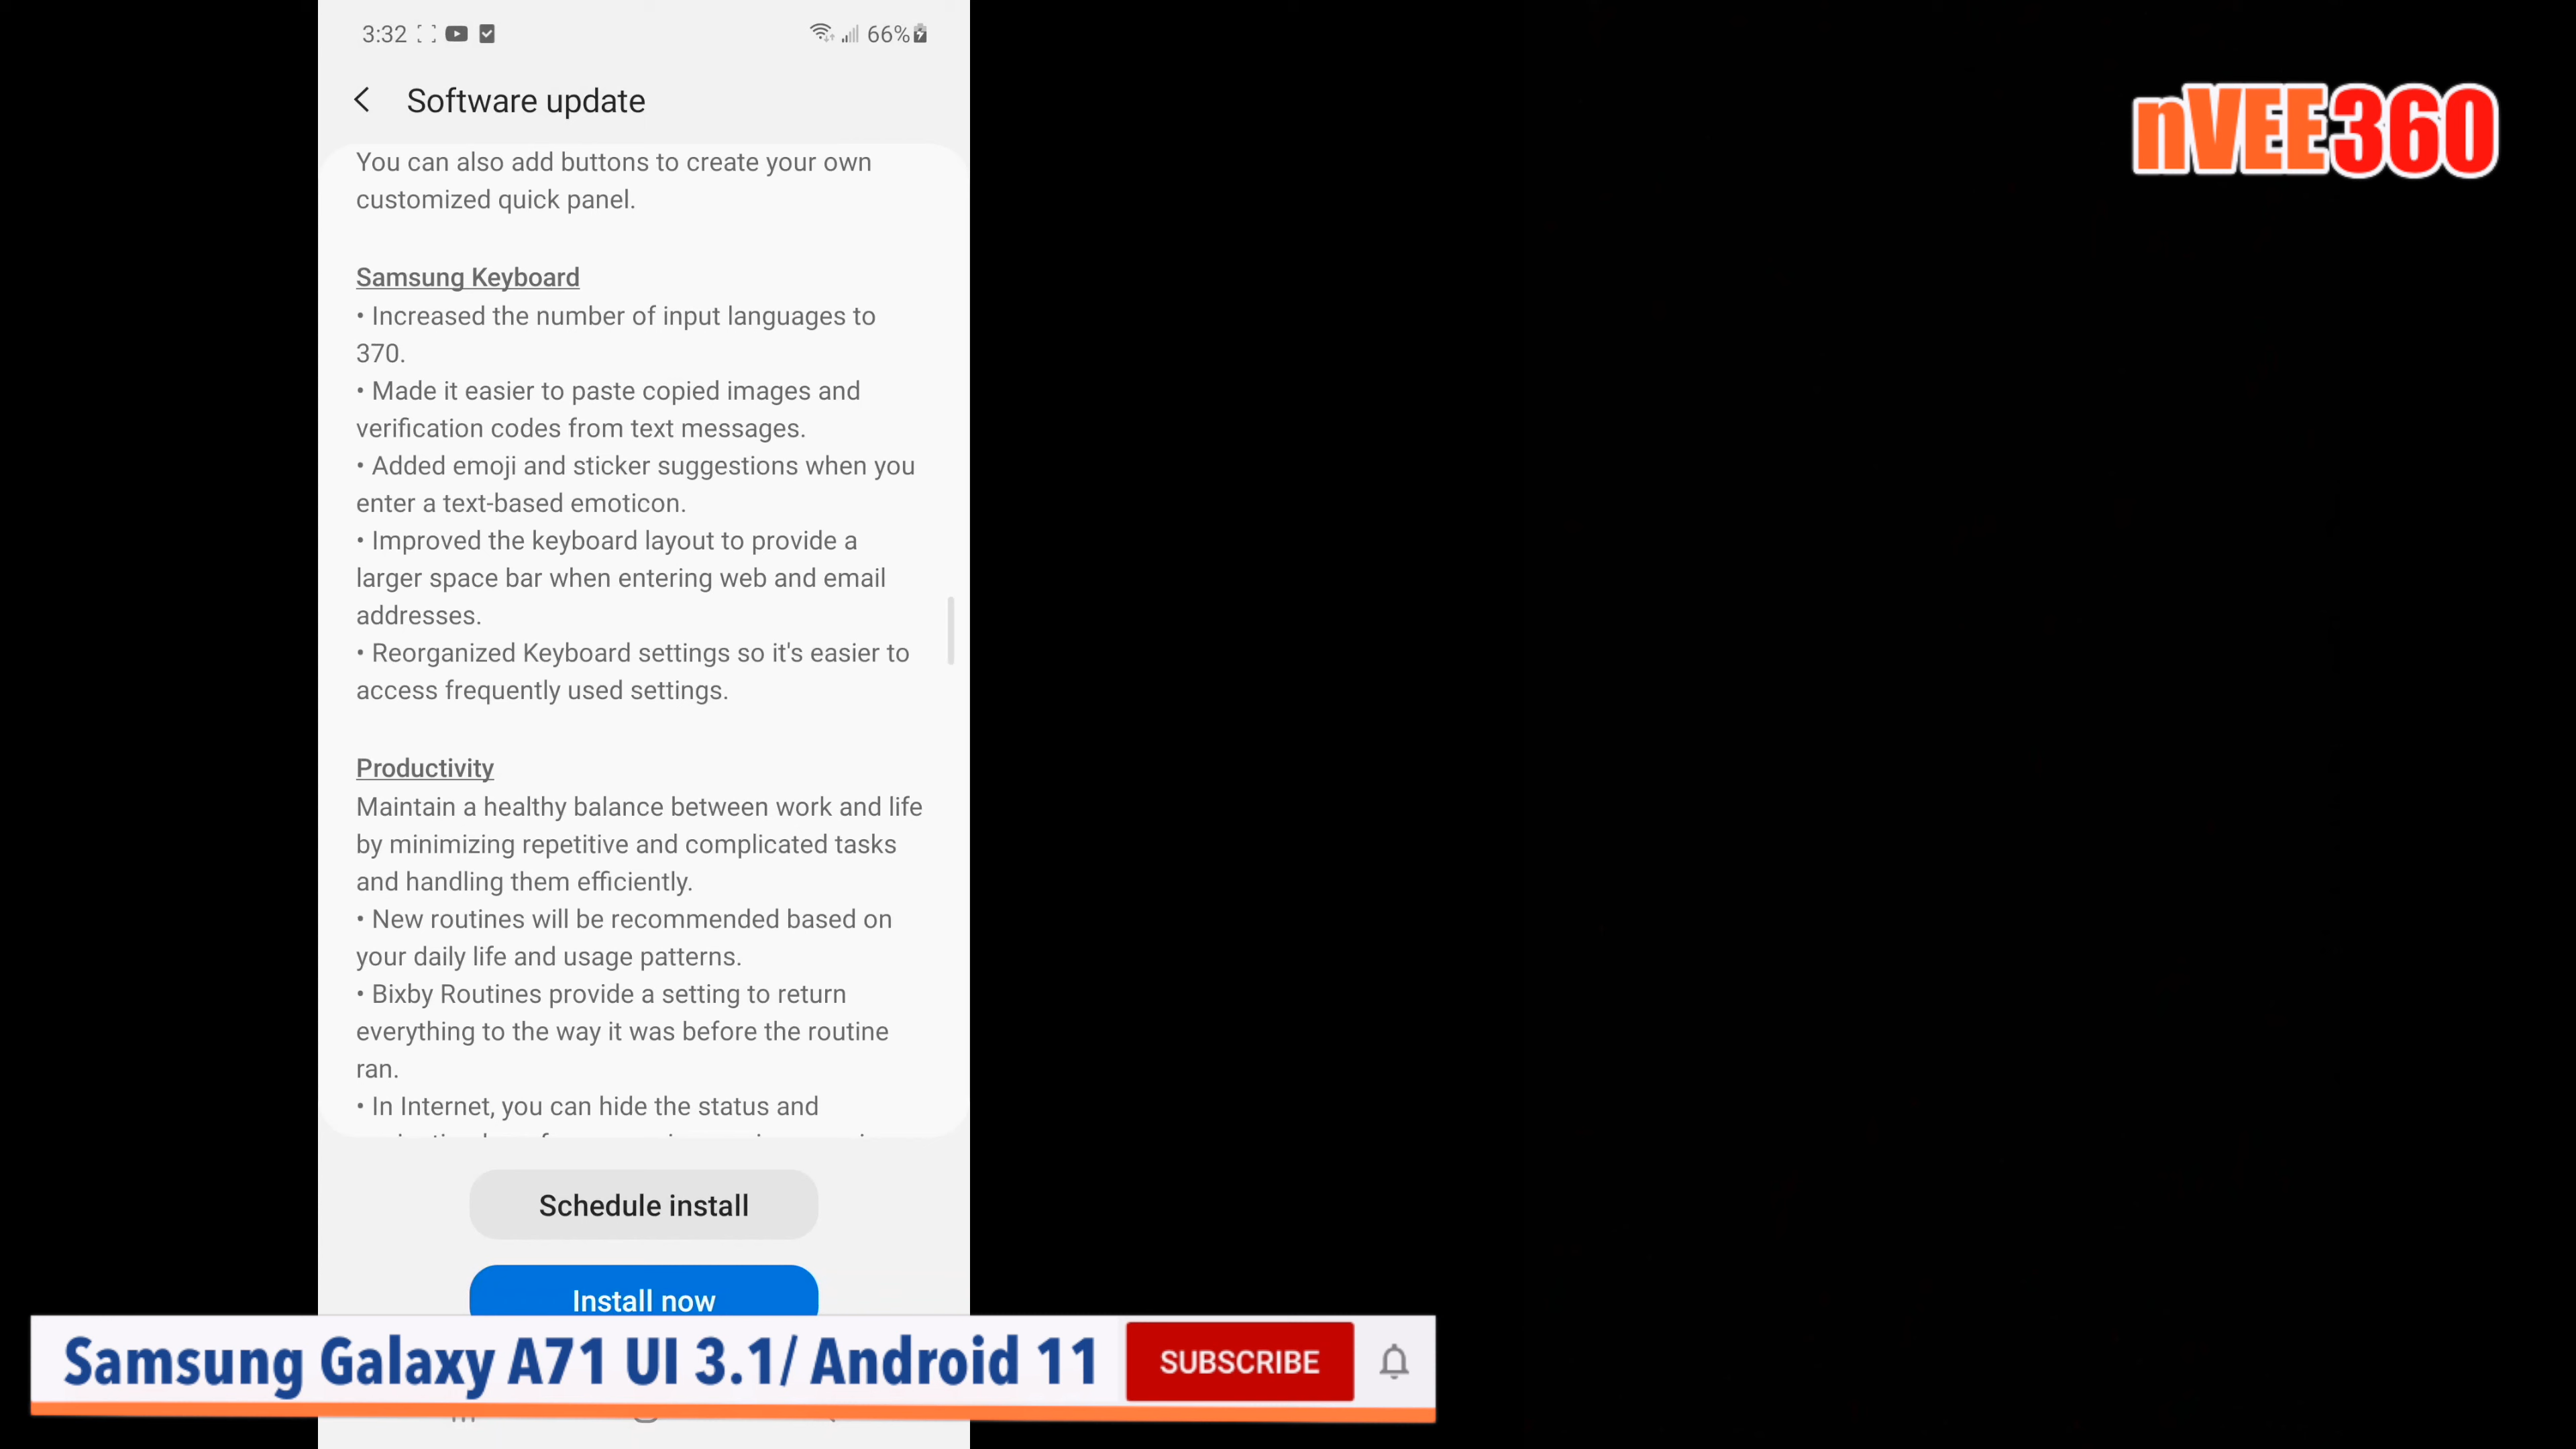 3:32
66%
nVEE360
Software update
You can also add buttons to create your own
customized quick panel.
Samsung Keyboard
• Increased the number of input languages to
370.
• Made it easier to paste copied images and
verification codes from text messages.
• Added emoji and sticker suggestions when you
enter a text-based emoticon.
• Improved the keyboard layout to provide a
larger space bar when entering web and email
addresses.
• Reorganized Keyboard settings so it's easier to
access frequently used settings.
Productivity
Maintain a healthy balance between work and life
by minimizing repetitive and complicated tasks
and handling them efficiently.
• New routines will be recommended based on
your daily life and usage patterns.
• Bixby Routines provide a setting to return
everything to the way it was before the routine
ran.
• In Internet, you can hide the status and
Schedule install
Install now
Samsung Galaxy A71 UI 3.1/ Android 11
SUBSCRIBE